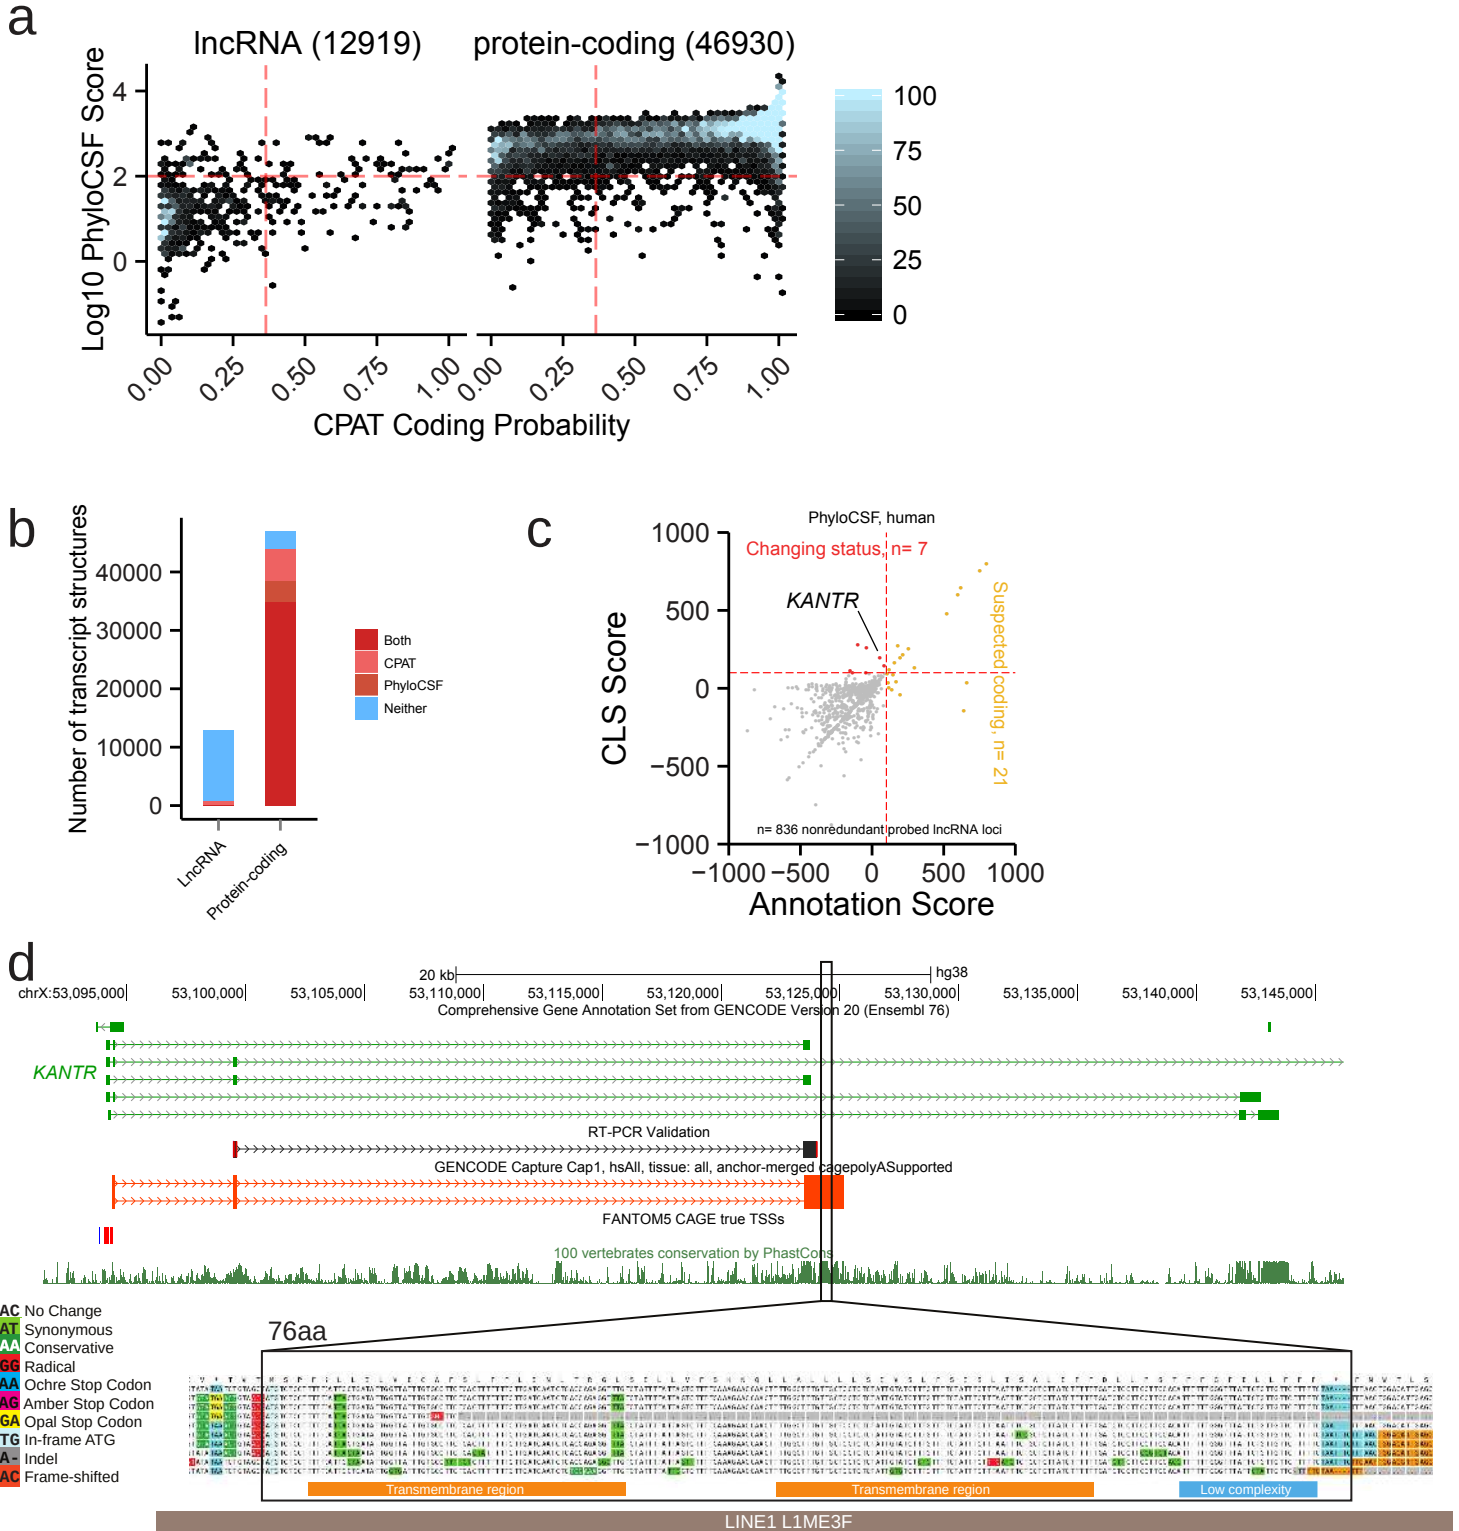 a
lncRNA (12919)
protein-coding (46930)
Log10 PhyloCSF Score
4
2
0
0.00
0.25
0.50
0.75
1.00
0.00
0.25
0.50
0.75
1.00
CPAT Coding Probability
100
75
50
25
0
b
Number of transcript structures
40000
30000
20000
10000
0
LncRNA
Protein-coding
Both
CPAT
PhyloCSF
Neither
c
PhyloCSF, human
Changing status, n= 7
KANTR
Suspected coding, n= 21
CLS Score
1000
500
0
−500
−1000
n= 836 nonredundant probed lncRNA loci
−1000
−500
0
500
1000
Annotation Score
d
20 kb
hg38
chrX:53,095,000
53,100,000
53,105,000
53,110,000
53,115,000
53,120,000
53,125,000
53,130,000
53,135,000
53,140,000
53,145,000
Comprehensive Gene Annotation Set from GENCODE Version 20 (Ensembl 76)
KANTR
RT-PCR Validation
GENCODE Capture Cap1, hsAll, tissue: all, anchor-merged cagepolyASupported
FANTOM5 CAGE true TSSs
100 vertebrates conservation by PhastCons
AC No Change
AT Synonymous
AA Conservative
GG Radical
AA Ochre Stop Codon
AG Amber Stop Codon
GA Opal Stop Codon
TG In-frame ATG
A- Indel
AC Frame-shifted
76aa
Transmembrane region
Transmembrane region
Low complexity
LINE1 L1ME3F